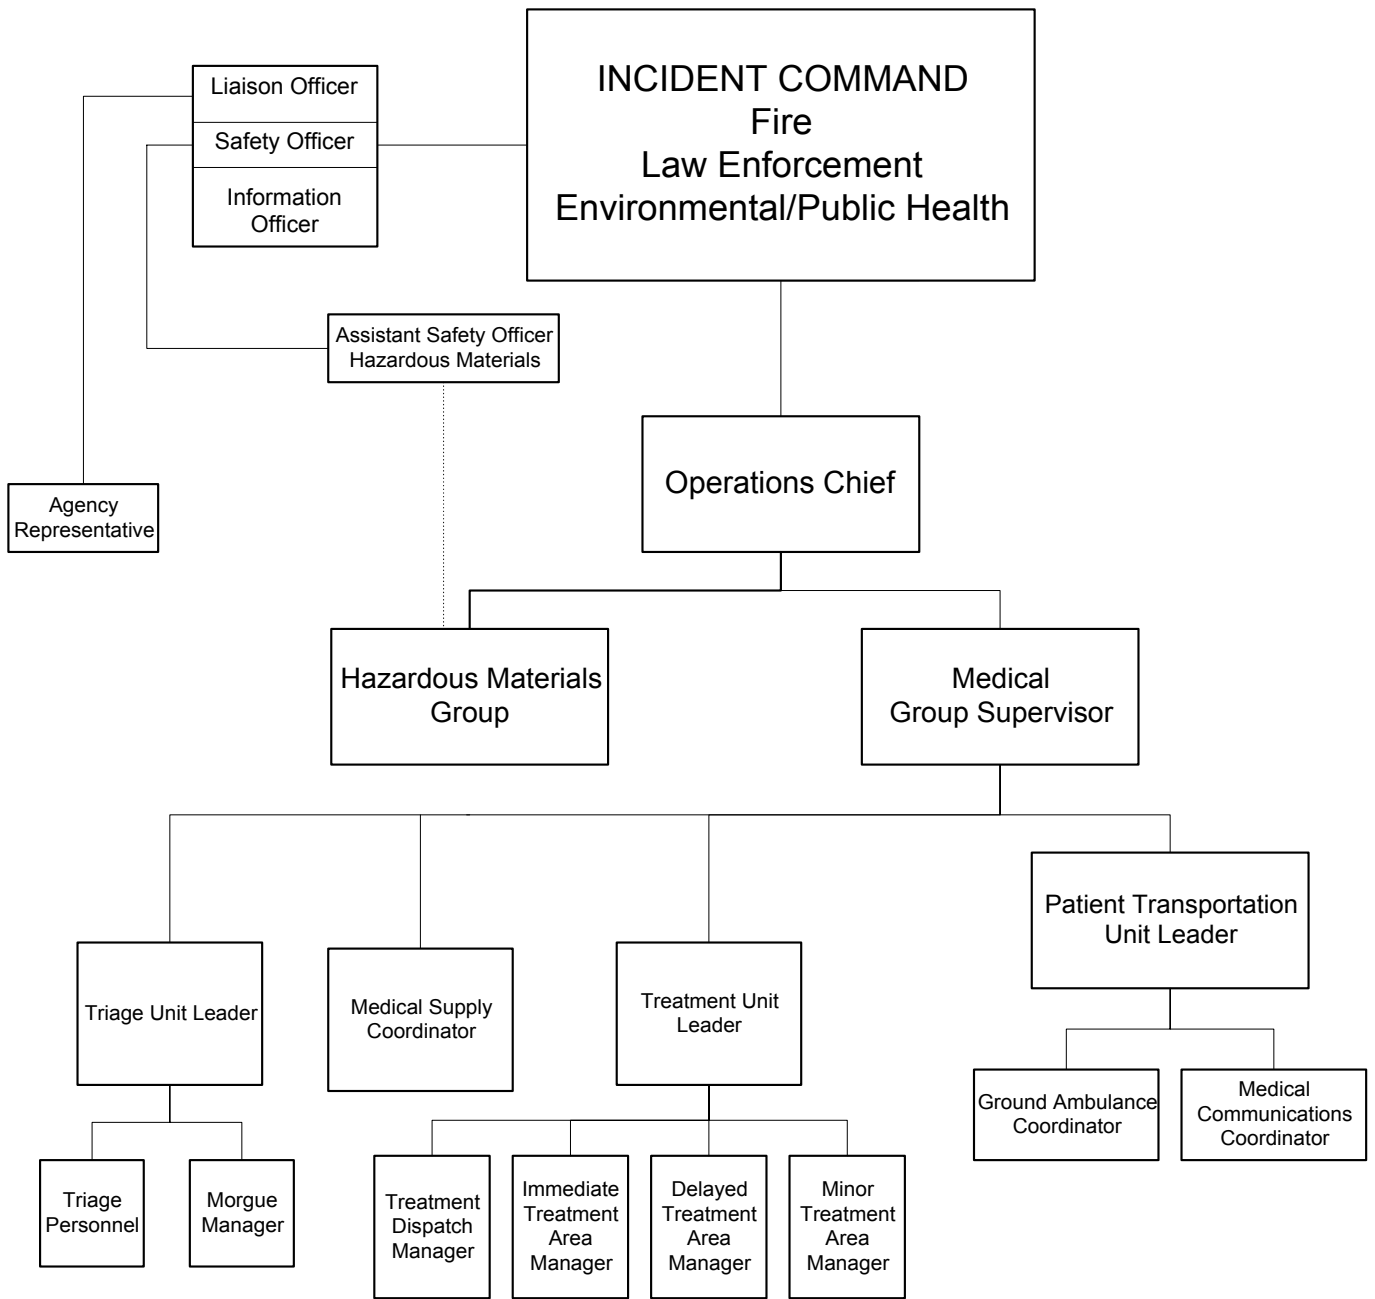 INCIDENT COMMAND
Fire
Law Enforcement
Environmental/Public Health
Liaison Officer
Safety Officer
Information
Officer
Assistant Safety Officer
Hazardous Materials
Agency
Representative
Operations Chief
Hazardous Materials
Group
Medical
Group Supervisor
Triage Unit Leader
Medical Supply
Coordinator
Treatment Unit
Leader
Patient Transportation
Unit Leader
Triage
Personnel
Morgue
Manager
Treatment
Dispatch
Manager
Immediate
Treatment
Area
Manager
Delayed
Treatment
Area
Manager
Minor
Treatment
Area
Manager
Ground Ambulance
Coordinator
Medical
Communications
Coordinator